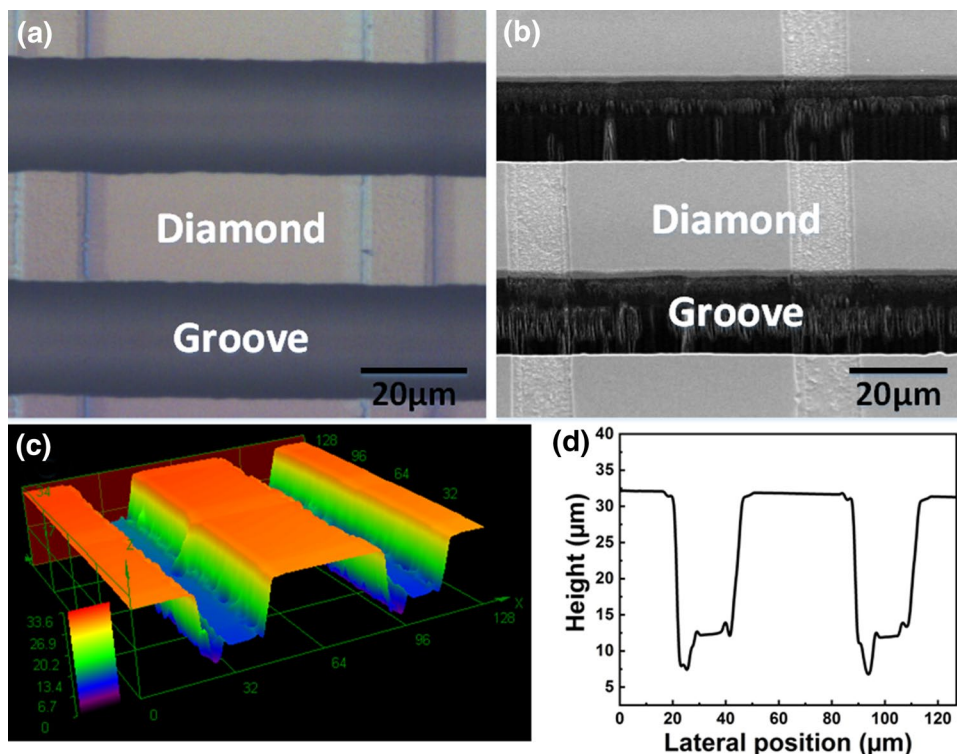 (a)
Diamond
Groove
20μm
(b)
Diamond
Groove
20μm
(c)
128
96
64
32
34
17
Z
X
128
96
64
32
0
33.6
26.9
20.2
13.4
6.7
0
(d)
Height (μm)
40
35
30
25
20
15
10
5
0 20 40 60 80 100 120
Lateral position (μm)